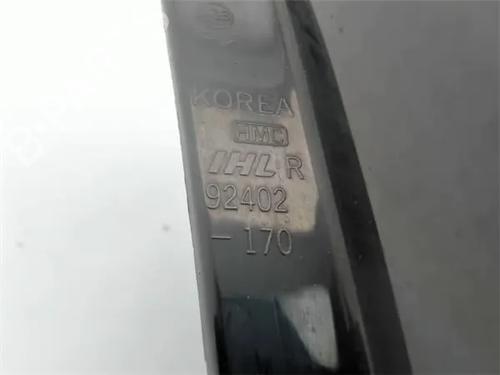 KOREA
HMC
IHL R
92402
- 170